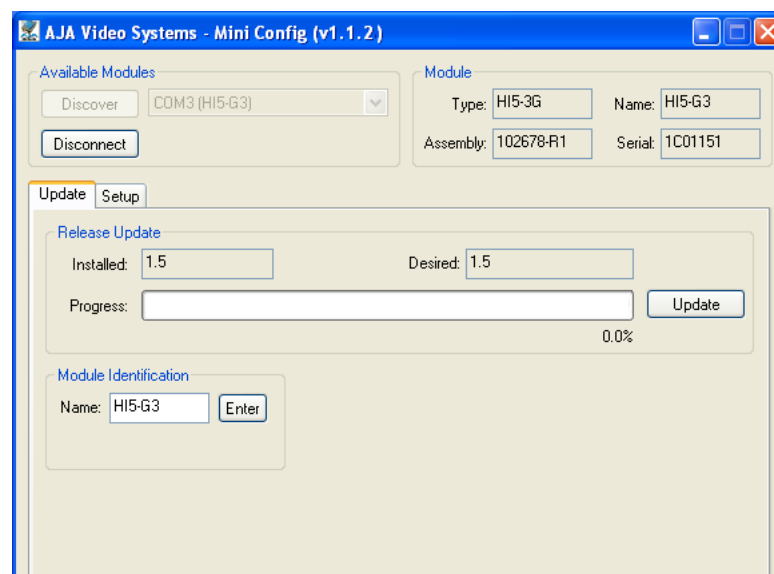 AJA Video Systems - Mini Config (v1.1.2)
Available Modules
Discover COM3 (HI5-G3)
Disconnect
Module
Type: HI5-3G Name: HI5-G3
Assembly: 102678-R1 Serial: 1C01151
Update Setup
Release Update
Installed: 1.5 Desired: 1.5
Progress: Update
0.0%
Module Identification
Name: HI5-G3 Enter